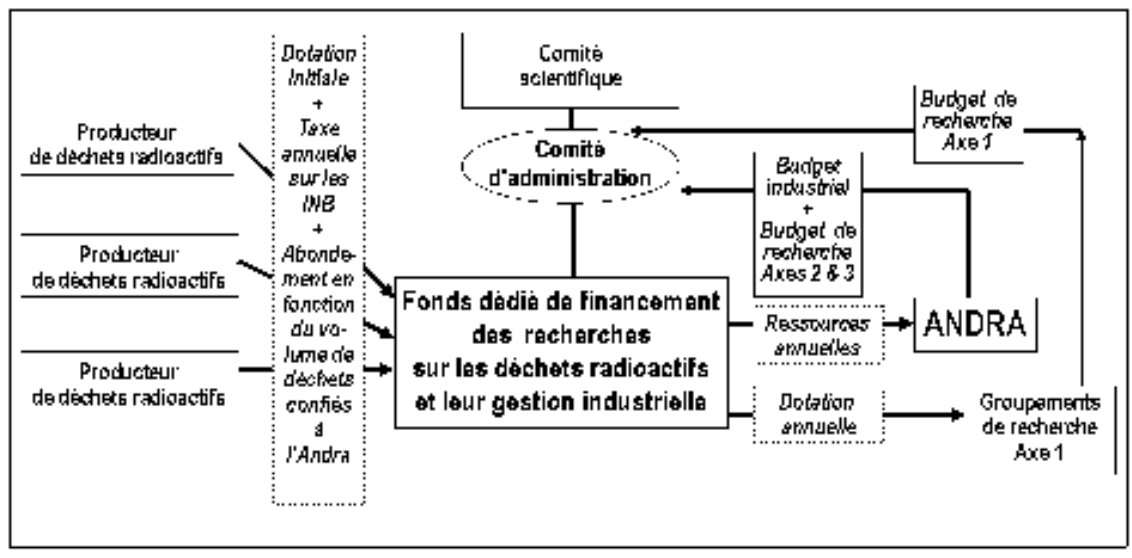 Producteur
de déchets radioactifs
Producteur
de déchets radioactifs
Producteur
de déchets radioactifs
Dotation
initiale
+
Taxe
annuelle
sur les
INB
+
Abonde-
ment en
fonction
du vo-
lume de
déchets
confiés
à
l'Andra
Comité
scientifique
Comité
d'administration
Fonds dédié de financement
des recherches
sur les déchets radioactifs
et leur gestion industrielle
Budget de
recherche
Axe 1
Budget
industriel
+
Budget de
recherche
Axes 2 & 3
Ressources
annuelles
ANDRA
Dotation
annuelle
Groupements
de recherche
Axe 1